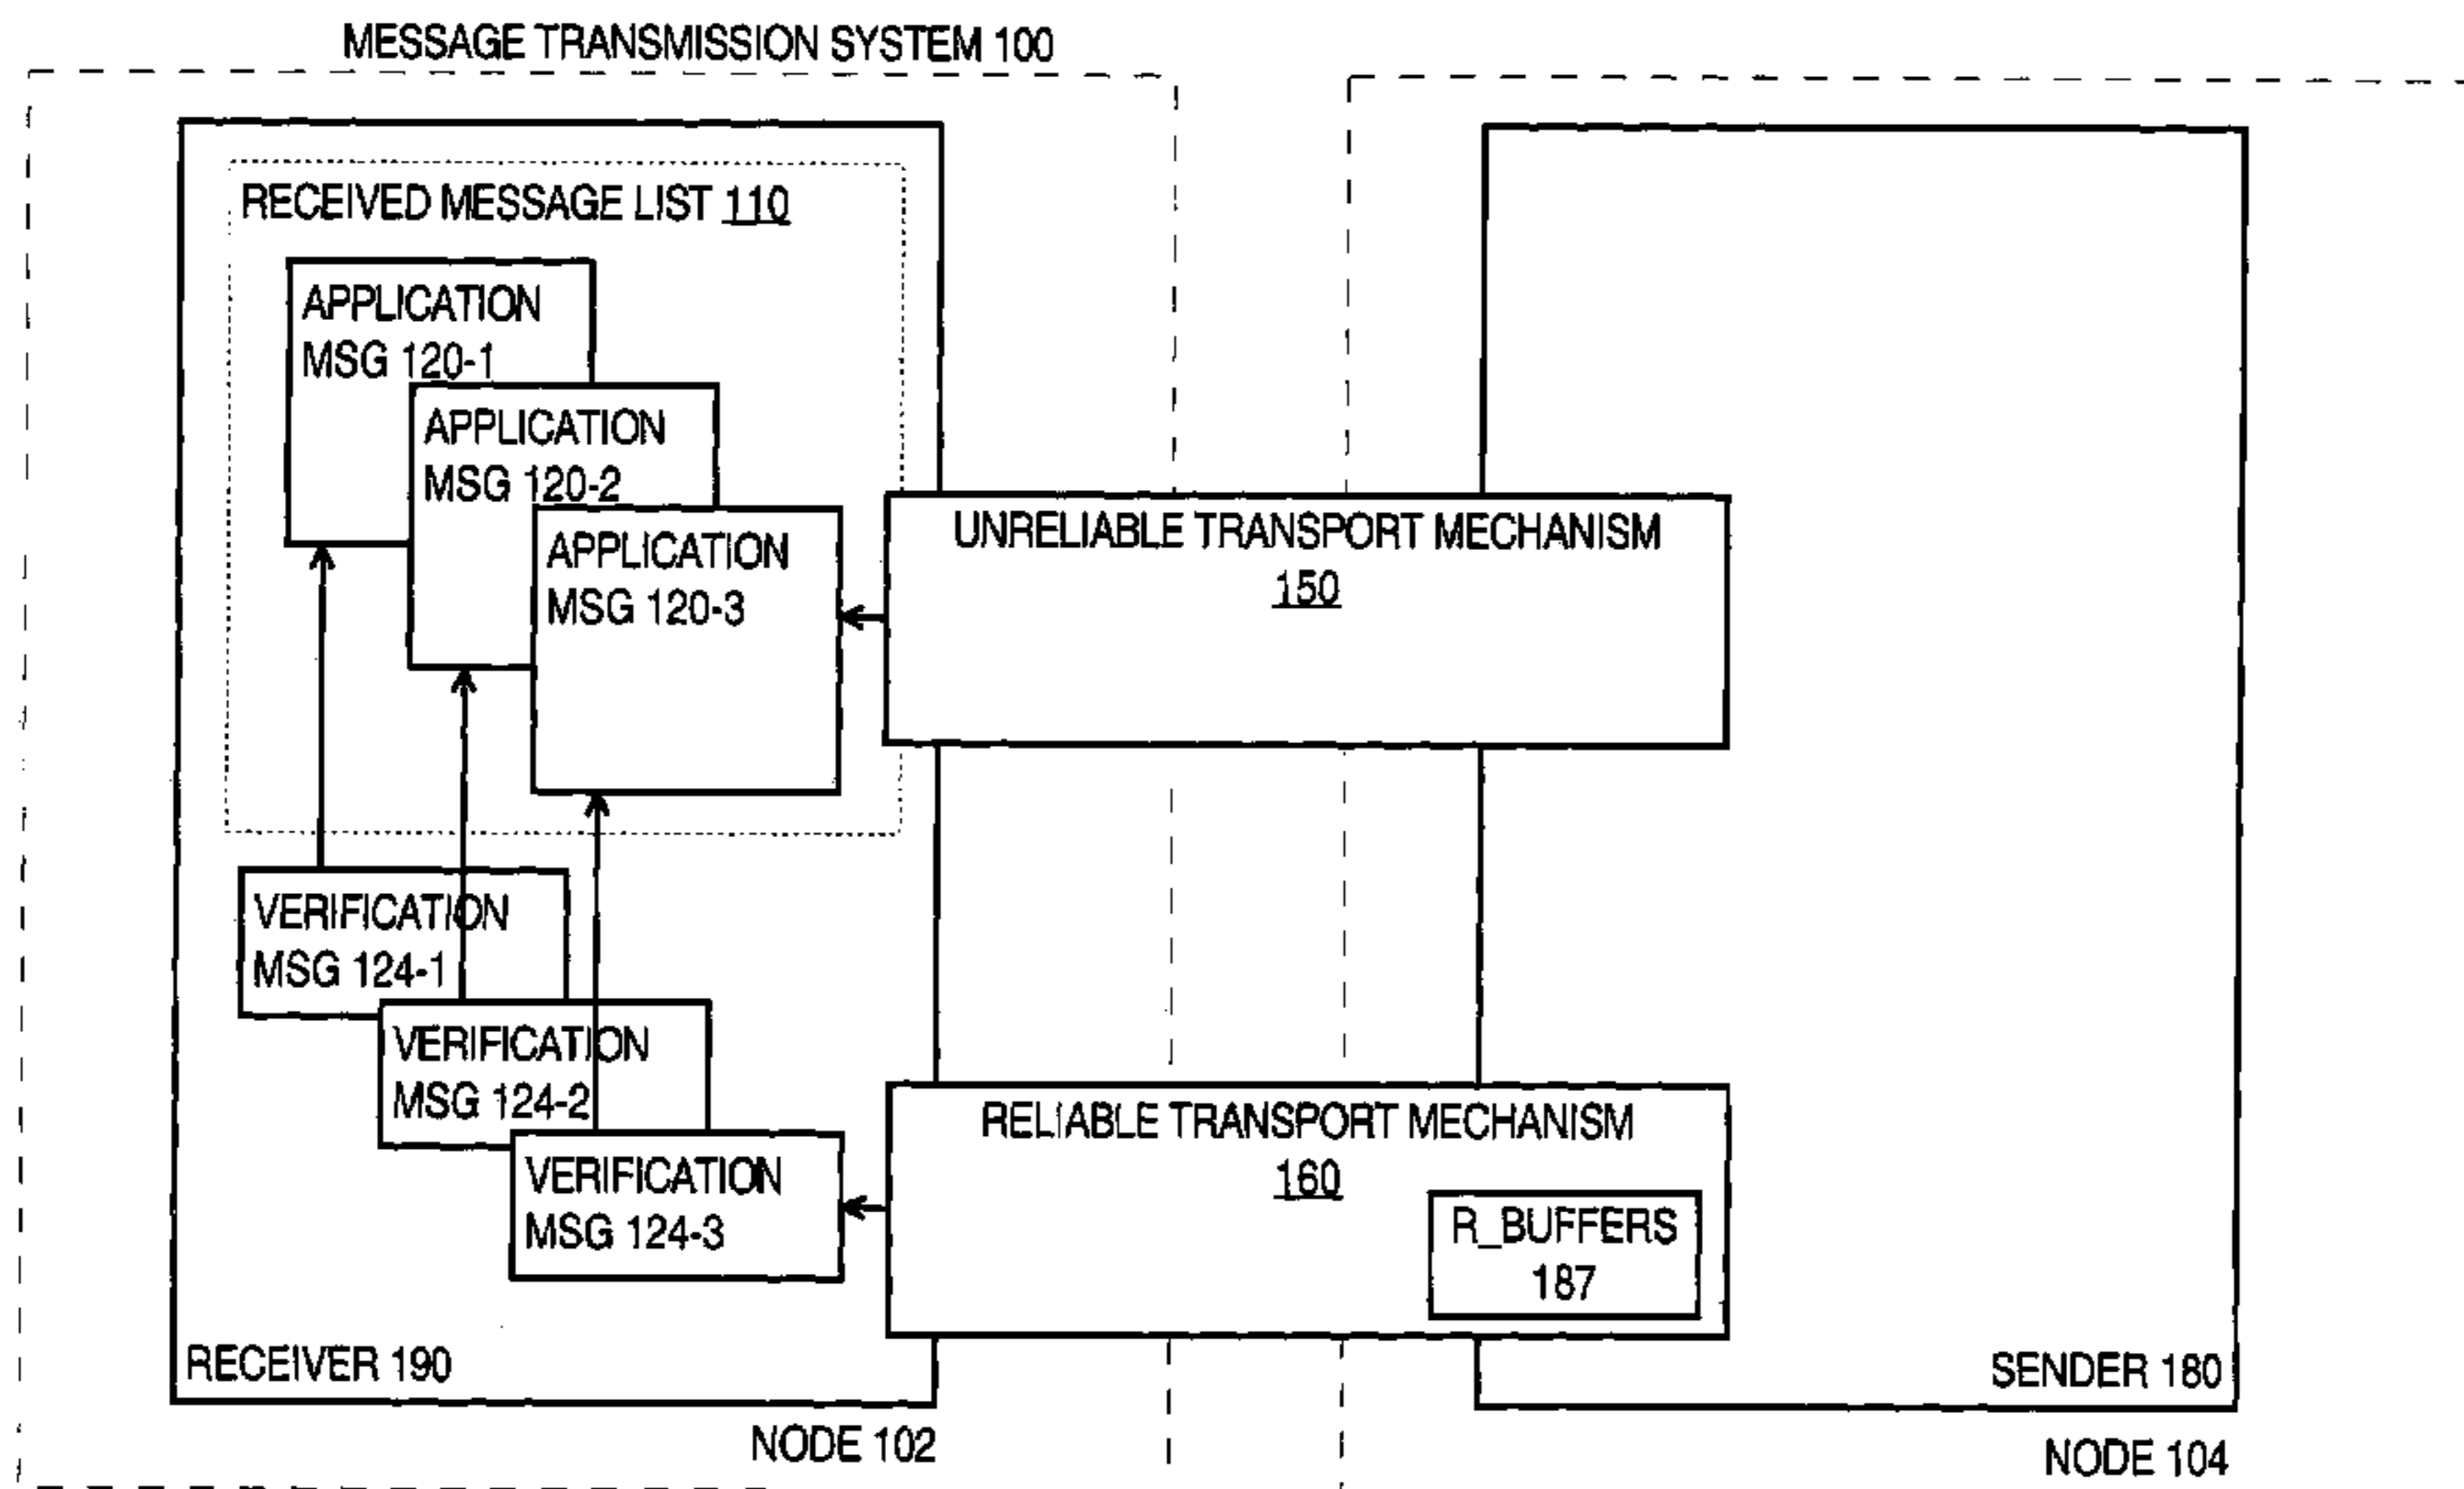 MESSAGE TRANSMISSION SYSTEM 100
RECEIVED MESSAGE LIST 110
APPLICATION
MSG 120-1
APPLICATION
MSG 120-2
APPLICATION
MSG 120-3
UNRELIABLE TRANSPORT MECHANISM
150
VERIFICATION
MSG 124-1
VERIFICATION
MSG 124-2
VERIFICATION
MSG 124-3
RELIABLE TRANSPORT MECHANISM
160
R_BUFFERS
187
RECEIVER 190
SENDER 180
NODE 102
NODE 104